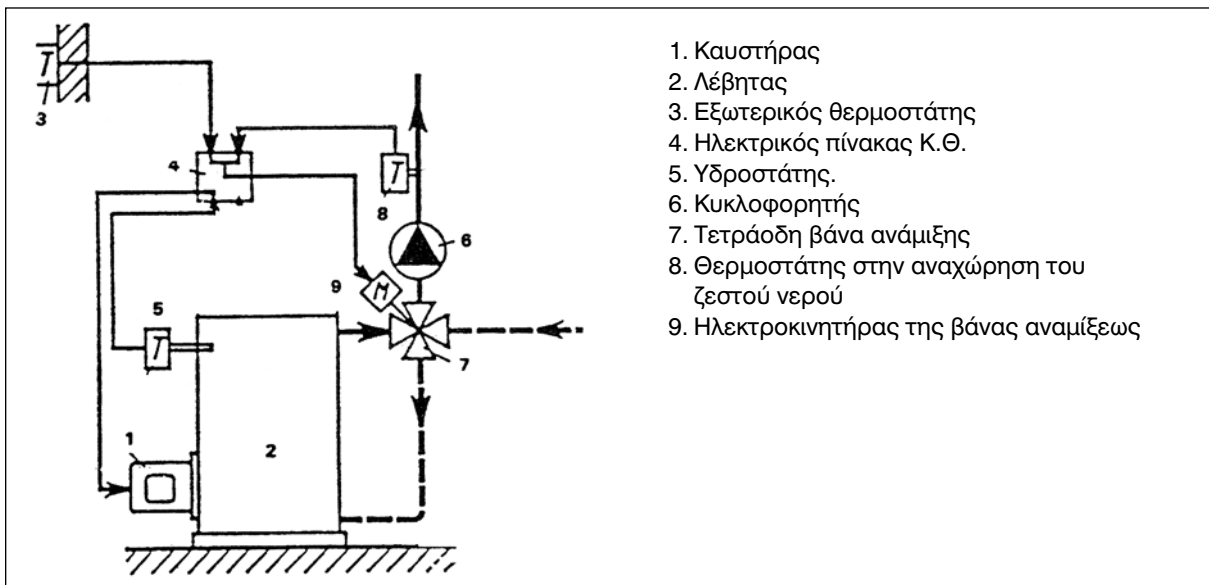 1. Καυστήρας
2. Λέβητας
3. Εξωτερικός θερμοστάτης
4. Ηλεκτρικός πίνακας Κ.Θ.
5. Υδροστάτης.
6. Κυκλοφορητής
7. Τετράοδη βάνα ανάμιξης
8. Θερμοστάτης στην αναχώρηση του
ζεστού νερού
9. Ηλεκτροκινητήρας της βάνας αναμίξεως
T
3
4
T
8
6
9
M
5
T
7
1
2